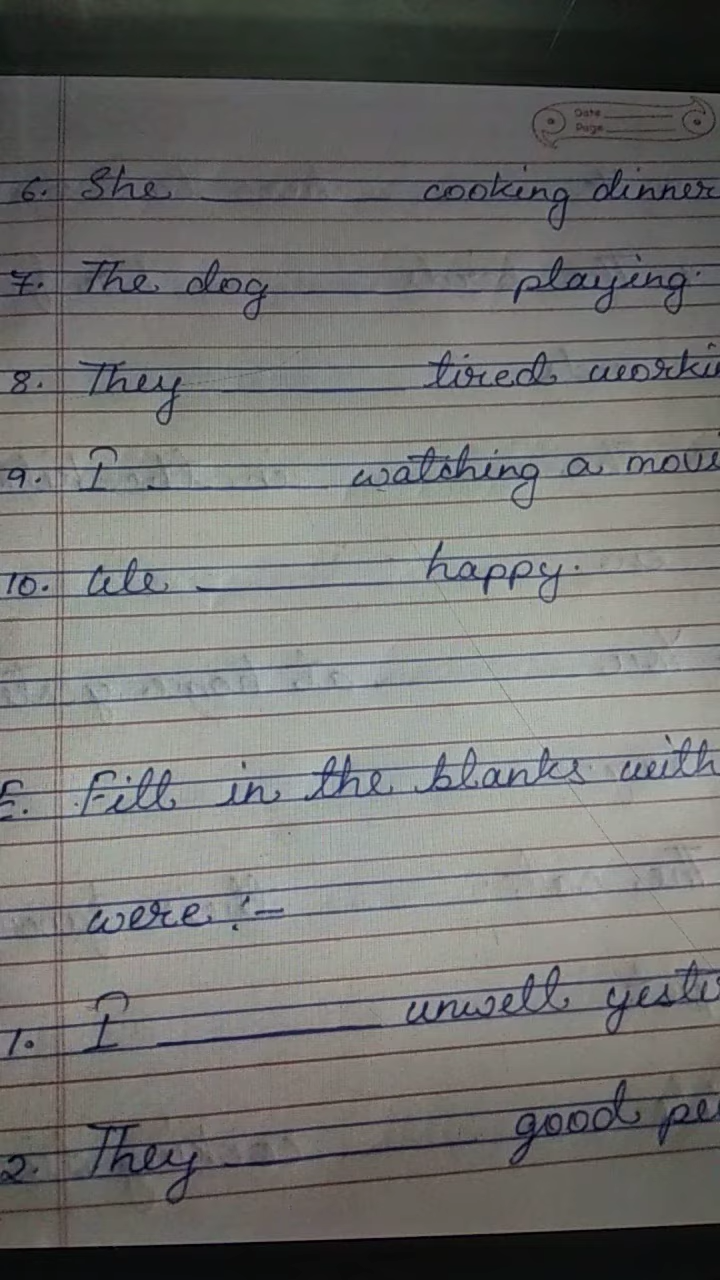 Date
Page
6. She ________ cooking dinner
7. The dog ________ playing.
8. They ________ tired
9. I ________ watching a
10. We ________ happy.
E. Fill in the blanks with
were :-
1. I ________ unwell
2. They ________ good